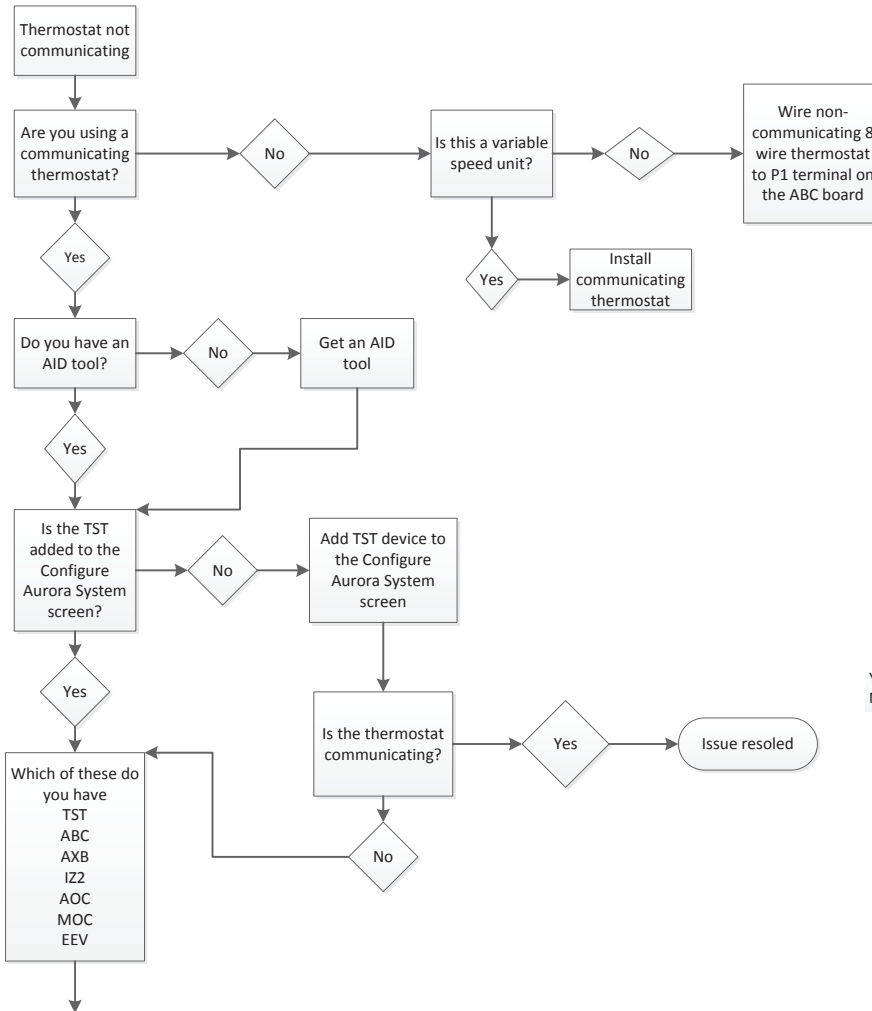 Thermostat not
communicating
Are you using a
communicating
thermostat?
No
Is this a variable
speed unit?
No
Wire non-
communicating 8
wire thermostat
to P1 terminal on
the ABC board
Yes
Yes
Install
communicating
thermostat
Do you have an
AID tool?
No
Get an AID
tool
Yes
Is the TST
added to the
Configure
Aurora System
screen?
No
Add TST device to
the Configure
Aurora System
screen
Yes
Is the thermostat
communicating?
Yes
Issue resoled
Which of these do
you have
TST
ABC
AXB
IZ2
AOC
MOC
EEV
No